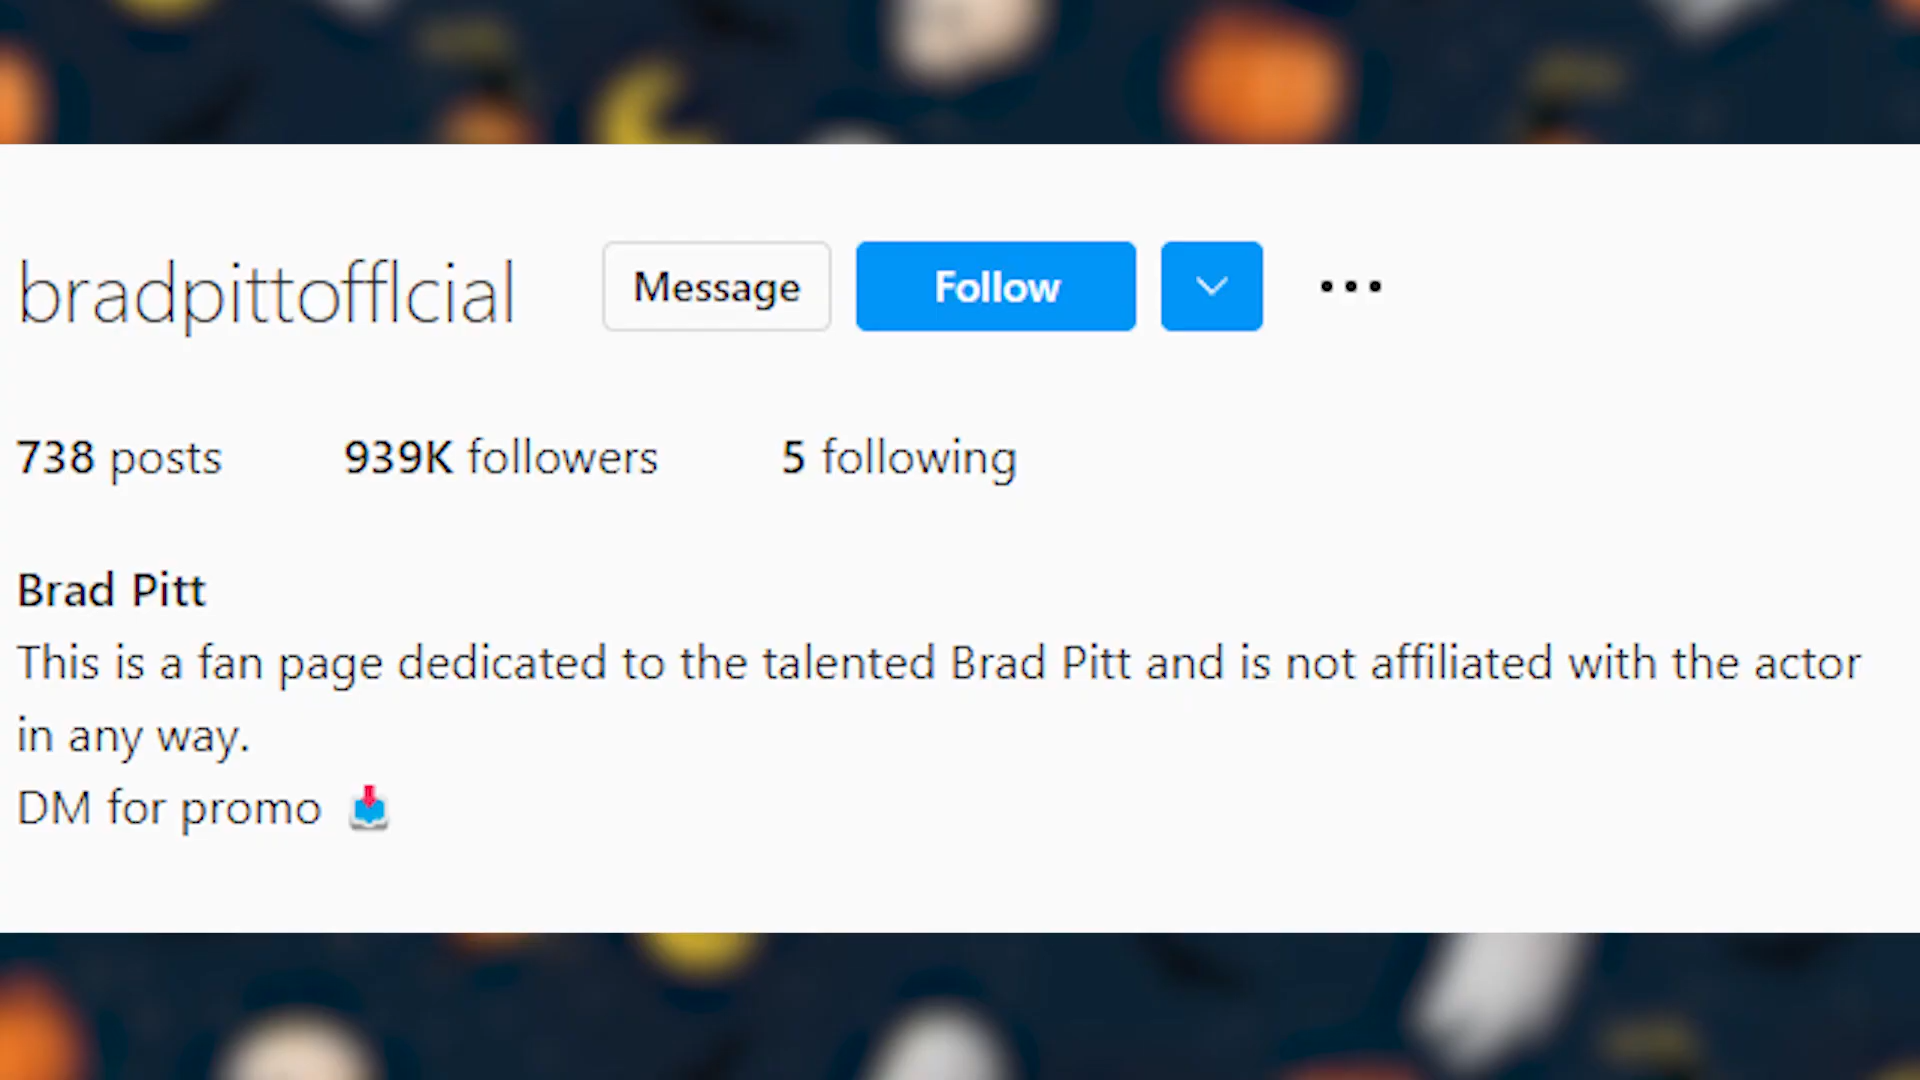 bradpittofflcial Message Follow
738 posts 939K followers 5 following
Brad Pitt
This is a fan page dedicated to the talented Brad Pitt and is not affiliated with the actor
in any way.
DM for promo 📥